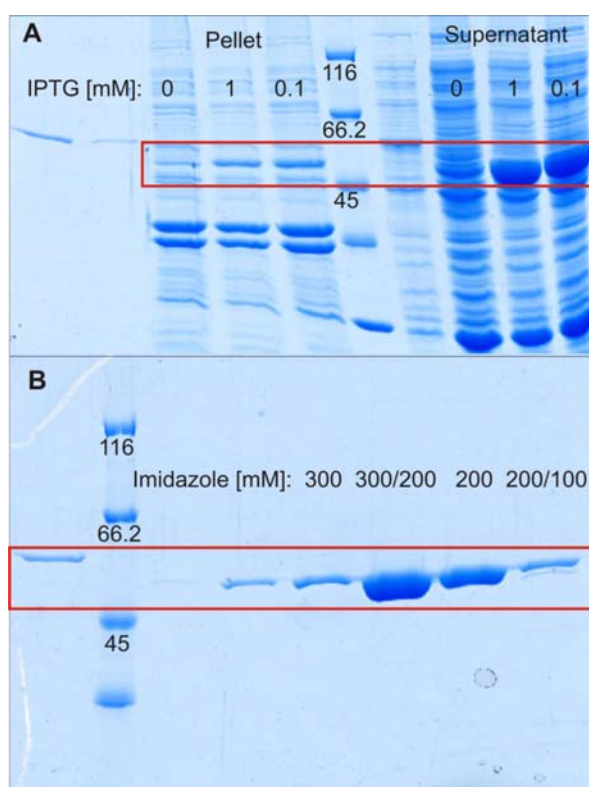 A
Pellet
Supernatant
116
IPTG [mM]: 0 1 0.1
0 1 0.1
66.2
45
B
116
Imidazole [mM]: 300 300/200 200 200/100
66.2
45